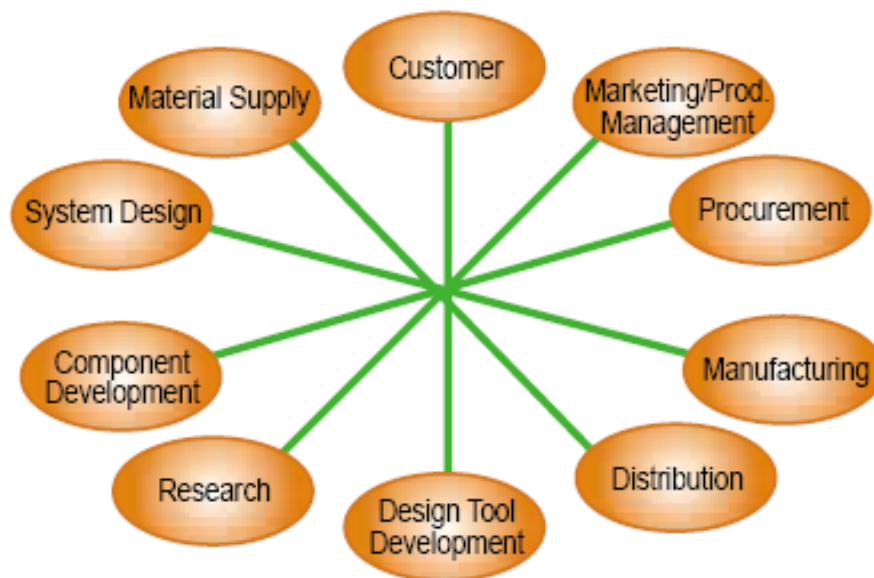 Customer
Material Supply
Marketing/Prod.
Management
System Design
Procurement
Component
Development
Manufacturing
Research
Distribution
Design Tool
Development